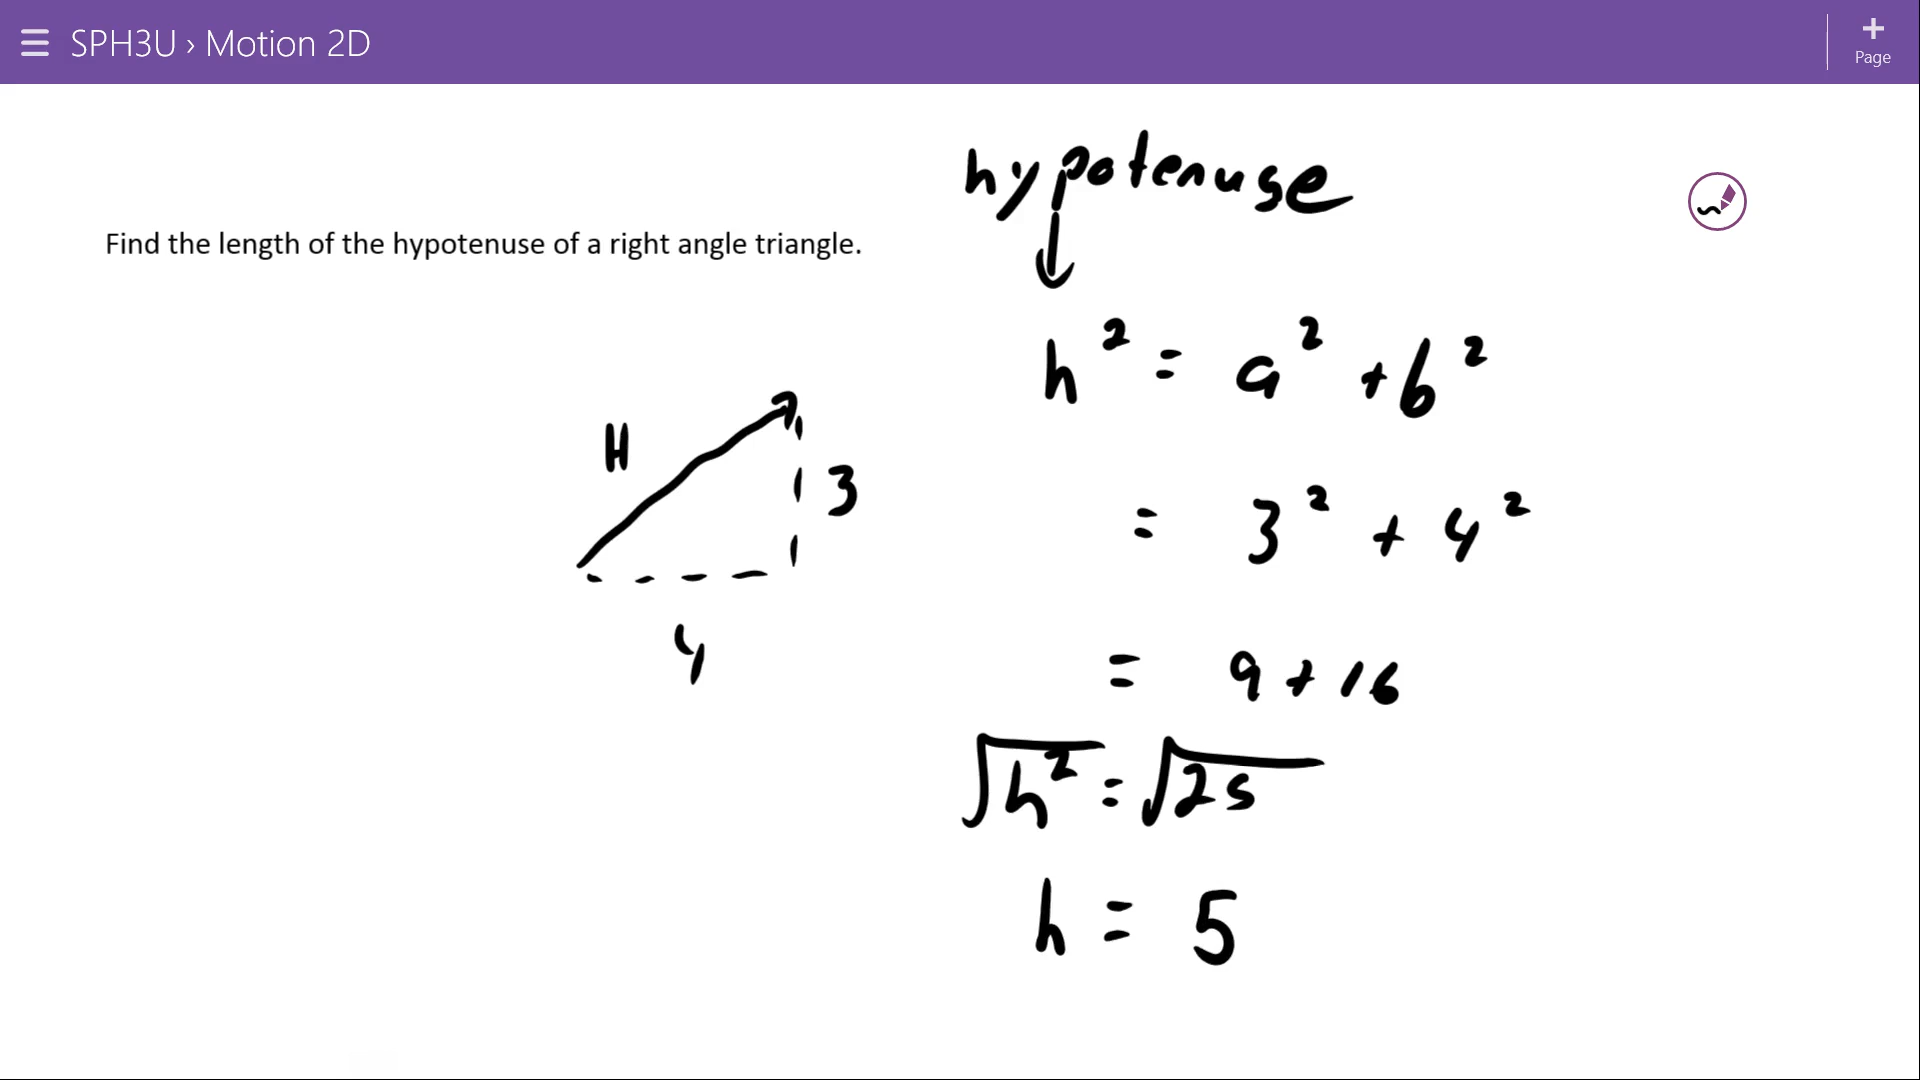 SPH3U › Motion 2D
Page
Find the length of the hypotenuse of a right angle triangle.
H
3
4
hypotenuse
h² = a² + b²
= 3² + 4²
= 9 + 16
√h² = √25
h = 5